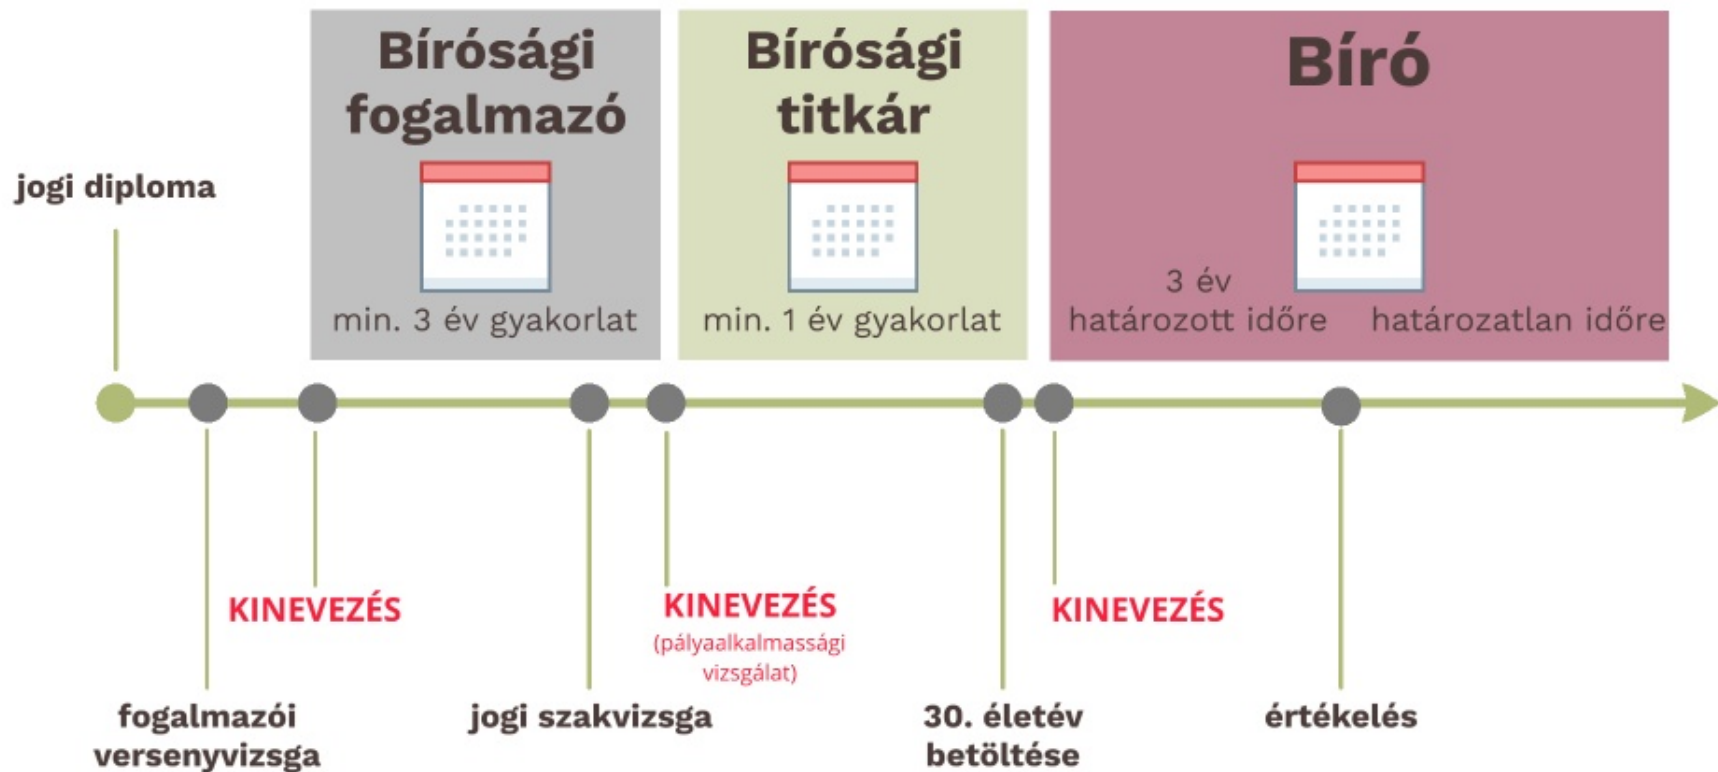 Bírósági
fogalmazó
min. 3 év gyakorlat
Bírósági
titkár
min. 1 év gyakorlat
Bíró
3 év
határozott időre
határozatlan időre
jogi diploma
KINEVEZÉS
KINEVEZÉS
(pályaalkalmassági
vizsgálat)
KINEVEZÉS
fogalmazói
versenyvizsga
jogi szakvizsga
30. életév
betöltése
értékelés